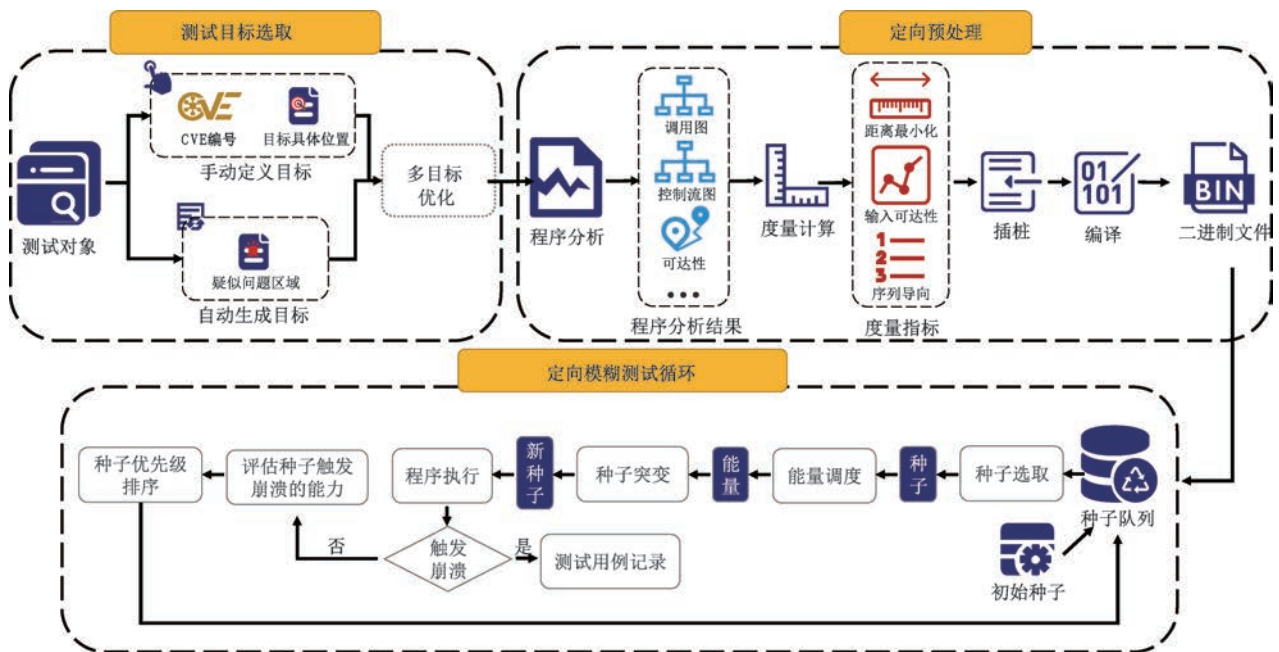 测试目标选取
CVE
CVE编号
目标具体位置
手动定义目标
测试对象
疑似问题区域
自动生成目标
多目标
优化
定向预处理
程序分析
调用图
控制流图
可达性
程序分析结果
度量计算
距离最小化
输入可达性
1
2
3
序列导向
度量指标
插桩
01
101
编译
BIN
二进制文件
定向模糊测试循环
种子优先级
排序
评估种子触发
崩溃的能力
程序执行
新种子
种子突变
能量
能量调度
种子
种子选取
种子队列
否
触发
崩溃
是
测试用例记录
初始种子